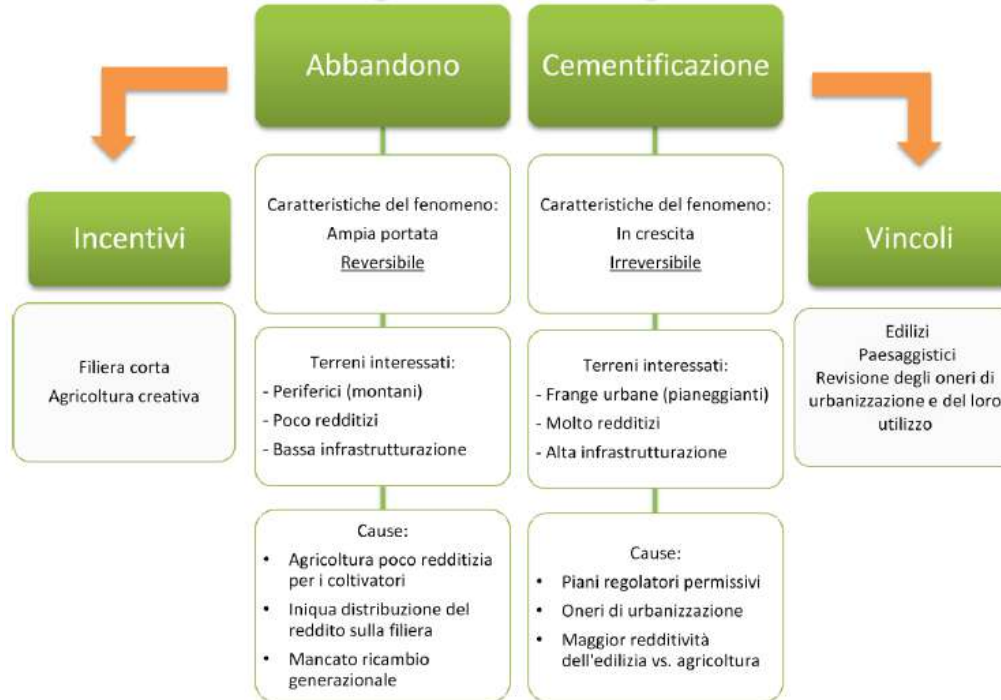 Abbandono
Cementificazione
Incentivi
Filiera corta
Agricoltura creativa
Caratteristiche del fenomeno:
Ampia portata
Reversibile
Terreni interessati:
- Periferici (montani)
- Poco redditizi
- Bassa infrastrutturazione
Cause:
• Agricoltura poco redditizia
per i coltivatori
• Iniqua distribuzione del
reddito sulla filiera
• Mancato ricambio
generazionale
Caratteristiche del fenomeno:
In crescita
Irreversibile
Terreni interessati:
- Frange urbane (pianeggianti)
- Molto redditizi
- Alta infrastrutturazione
Cause:
• Piani regolatori permissivi
• Oneri di urbanizzazione
• Maggior redditività
dell'edilizia vs. agricoltura
Vincoli
Edilizi
Paesaggistici
Revisione degli oneri di
urbanizzazione e del loro
utilizzo